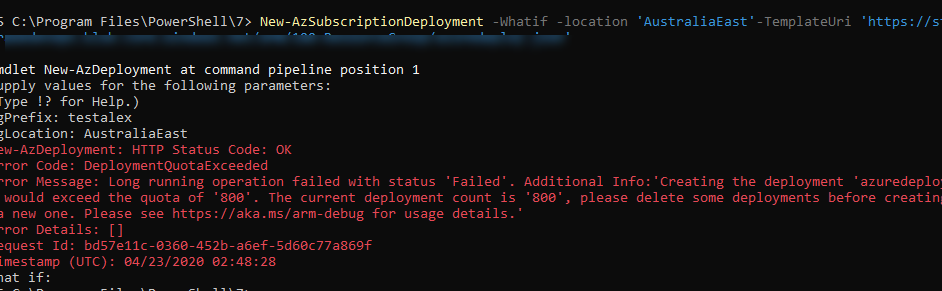 S C:\Program Files\PowerShell\7> New-AzSubscriptionDeployment -Whatif -location 'AustraliaEast'-TemplateUri 'https://st
mdlet New-AzDeployment at command pipeline position 1
upply values for the following parameters:
Type !? for Help.)
gPrefix: testalex
gLocation: AustraliaEast
ew-AzDeployment: HTTP Status Code: OK
rror Code: DeploymentQuotaExceeded
rror Message: Long running operation failed with status 'Failed'. Additional Info:'Creating the deployment 'azuredeploy
would exceed the quota of '800'. The current deployment count is '800', please delete some deployments before creating
a new one. Please see https://aka.ms/arm-debug for usage details.'
rror Details: []
equest Id: bd57e11c-0360-452b-a6ef-5d60c77a869f
imestamp (UTC): 04/23/2020 02:48:28
hat if: